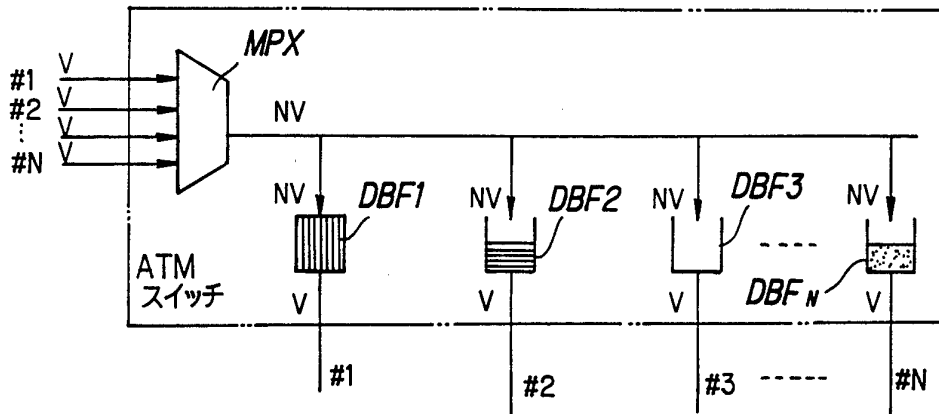 MPX
#1 V
#2 V
⋮ V
#N V
NV
NV DBF1
NV DBF2
NV DBF3
NV
DBF N
ATM
スイッチ
V
V
V
V
#1
#2
#3
#N